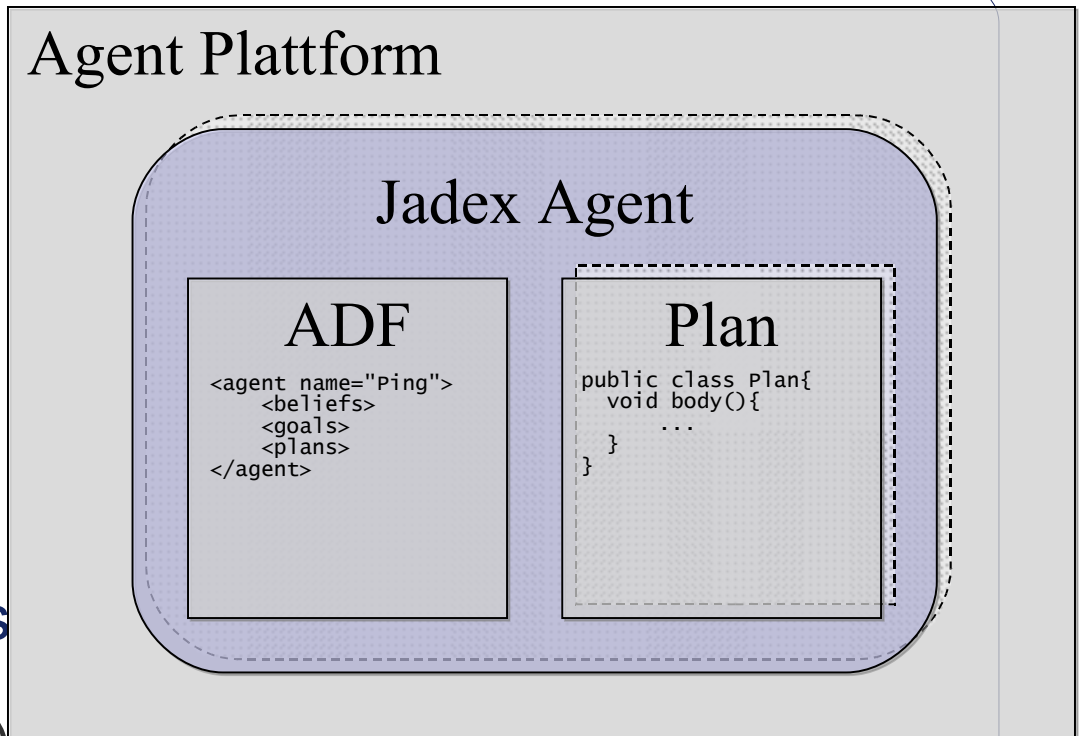 Agent Plattform
Jadex Agent
ADF
<agent name="Ping">
    <beliefs>
    <goals>
    <plans>
</agent>
Plan
public class Plan{
  void body(){
      ...
  }
}
s